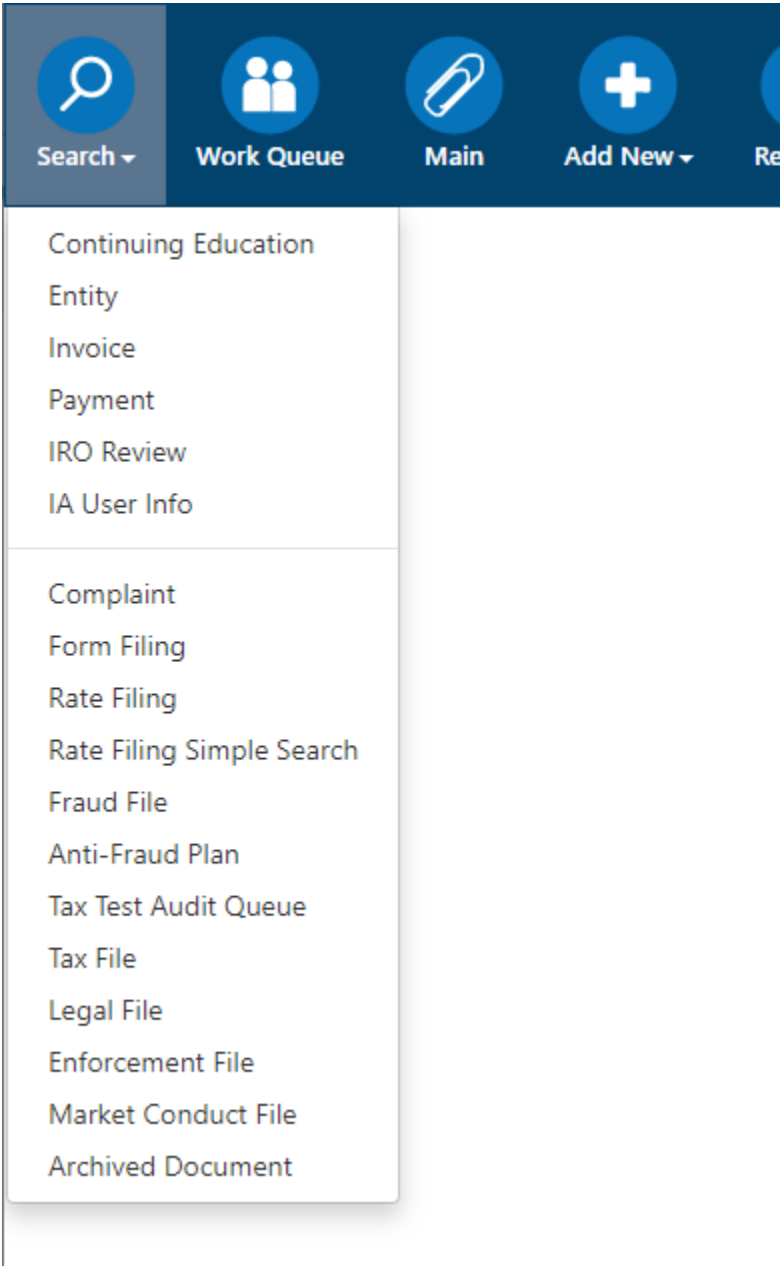 Search
Work Queue
Main
Add New
Re
Continuing Education
Entity
Invoice
Payment
IRO Review
IA User Info
Complaint
Form Filing
Rate Filing
Rate Filing Simple Search
Fraud File
Anti-Fraud Plan
Tax Test Audit Queue
Tax File
Legal File
Enforcement File
Market Conduct File
Archived Document